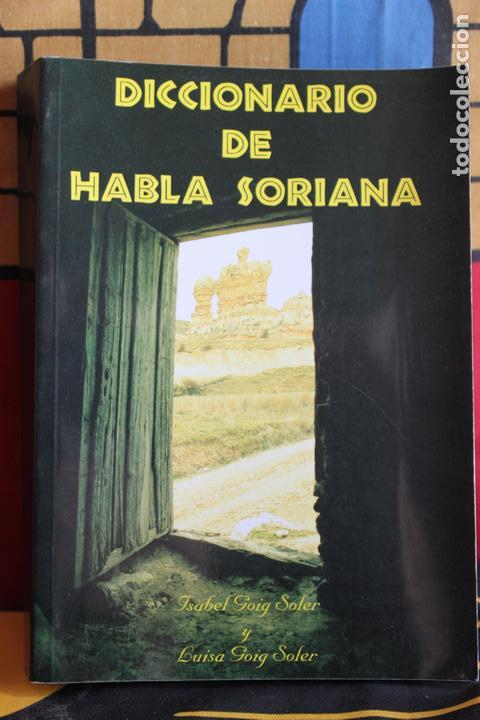 DICCIONARIO
DE
HABLA SORIANA
Isabel Goig Soler
y
Luisa Goig Soler
todocoleccion